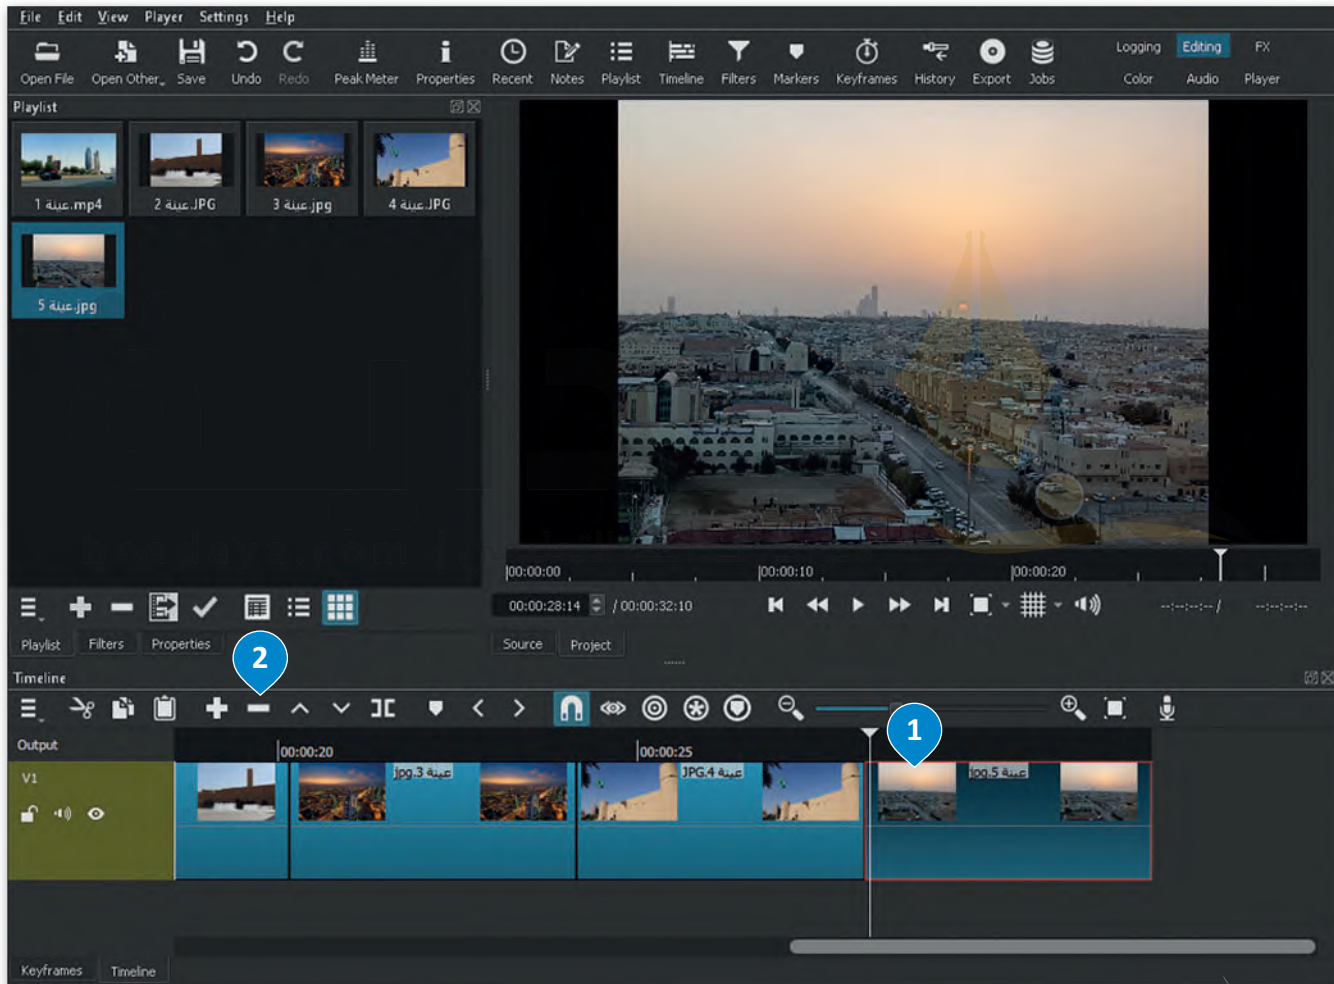 File Edit View Player Settings Help
Open File Open Other Save Undo Redo Peak Meter Properties Recent Notes Playlist Timeline Filters Markers Keyframes History Export Jobs
Logging Editing FX
Color Audio Player
Playlist
عينة 1.mp4 عينة 2.JPG عينة 3.jpg عينة 4.JPG
عينة 5.jpg
00:00:00 00:00:10 00:00:20
00:00:28:14 / 00:00:32:10 --:--:--:-- / --:--:--:--
Playlist Filters Properties
Source Project
2
Timeline
1
Output 00:00:20 00:00:25
V1
عينة 3.jpg عينة 4.JPG عينة 5.jpg
Keyframes Timeline